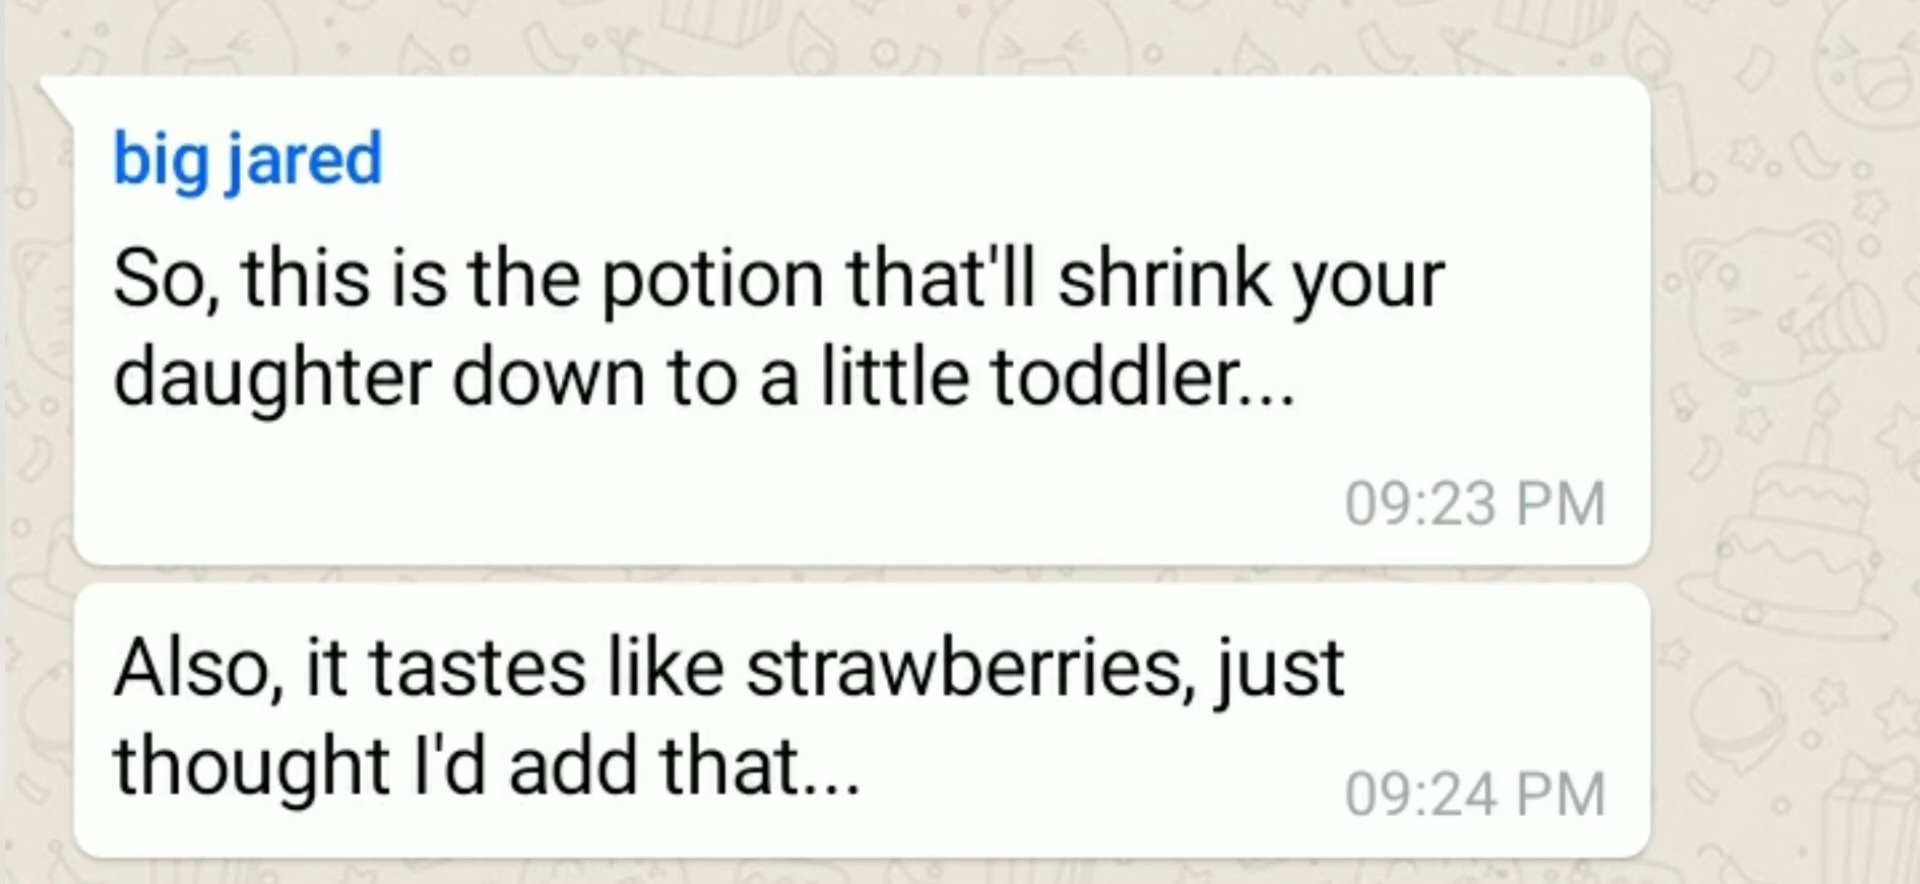 big jared
So, this is the potion that'll shrink your
daughter down to a little toddler...
09:23 PM
Also, it tastes like strawberries, just
thought I'd add that...
09:24 PM